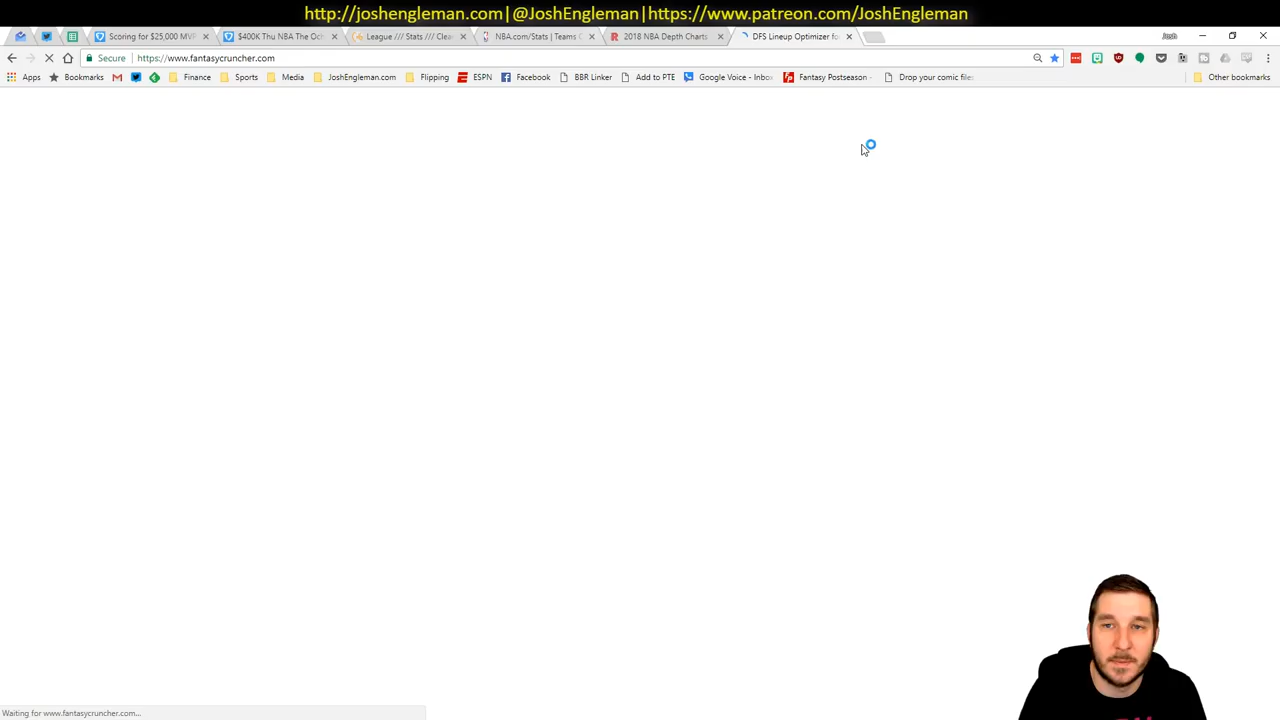 http://joshengleman.com|@JoshEngleman|https://www.patreon.com/JoshEngleman
Scoring for $25,000 MVP
$400K Thu NBA The Och
League /// Stats /// Clea
NBA.com/Stats | Teams C
2018 NBA Depth Charts
DFS Lineup Optimizer fo
Josh
Secure
https://www.fantasycruncher.com
Apps
Bookmarks
Finance
Sports
Media
JoshEngleman.com
Flipping
ESPN
Facebook
BBR Linker
Add to PTE
Google Voice - Inbox
Fantasy Postseason -
Drop your comic files
Other bookmarks
Waiting for www.fantasycruncher.com...